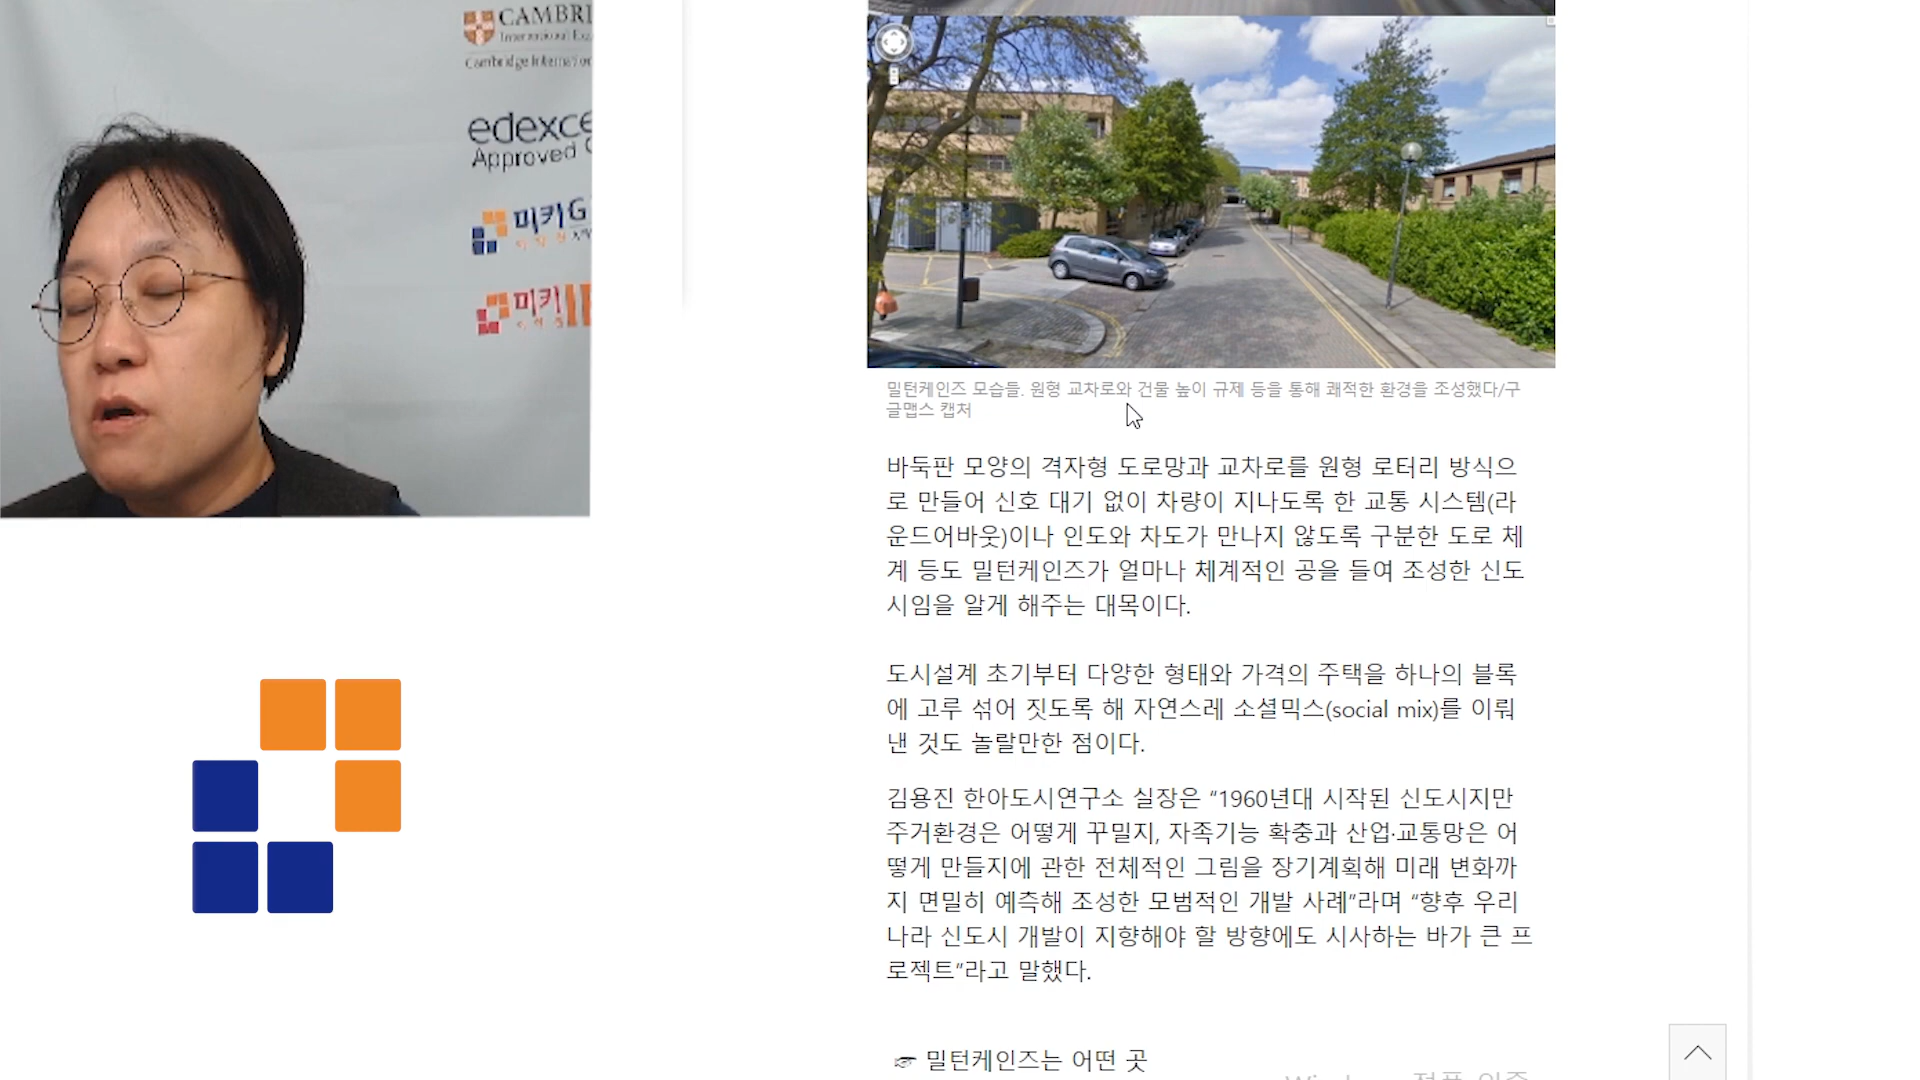 CAMBRI
Cambridge Internation
edexce
Approved C
미키G
미키
밀턴케인즈 모습들. 원형 교차로와 건물 높이 규제 등을 통해 쾌적한 환경을 조성했다/구
글맵스 캡처
바둑판 모양의 격자형 도로망과 교차로를 원형 로터리 방식으
로 만들어 신호 대기 없이 차량이 지나도록 한 교통 시스템(라
운드어바웃)이나 인도와 차도가 만나지 않도록 구분한 도로 체
계 등도 밀턴케인즈가 얼마나 체계적인 공을 들여 조성한 신도
시임을 알게 해주는 대목이다.
도시설계 초기부터 다양한 형태와 가격의 주택을 하나의 블록
에 고루 섞어 짓도록 해 자연스레 소셜믹스(social mix)를 이뤄
낸 것도 놀랄만한 점이다.
김용진 한아도시연구소 실장은 “1960년대 시작된 신도시지만
주거환경은 어떻게 꾸밀지, 자족기능 확충과 산업·교통망은 어
떻게 만들지에 관한 전체적인 그림을 장기계획해 미래 변화까
지 면밀히 예측해 조성한 모범적인 개발 사례”라며 “향후 우리
나라 신도시 개발이 지향해야 할 방향에도 시사하는 바가 큰 프
로젝트”라고 말했다.
☞ 밀턴케인즈는 어떤 곳